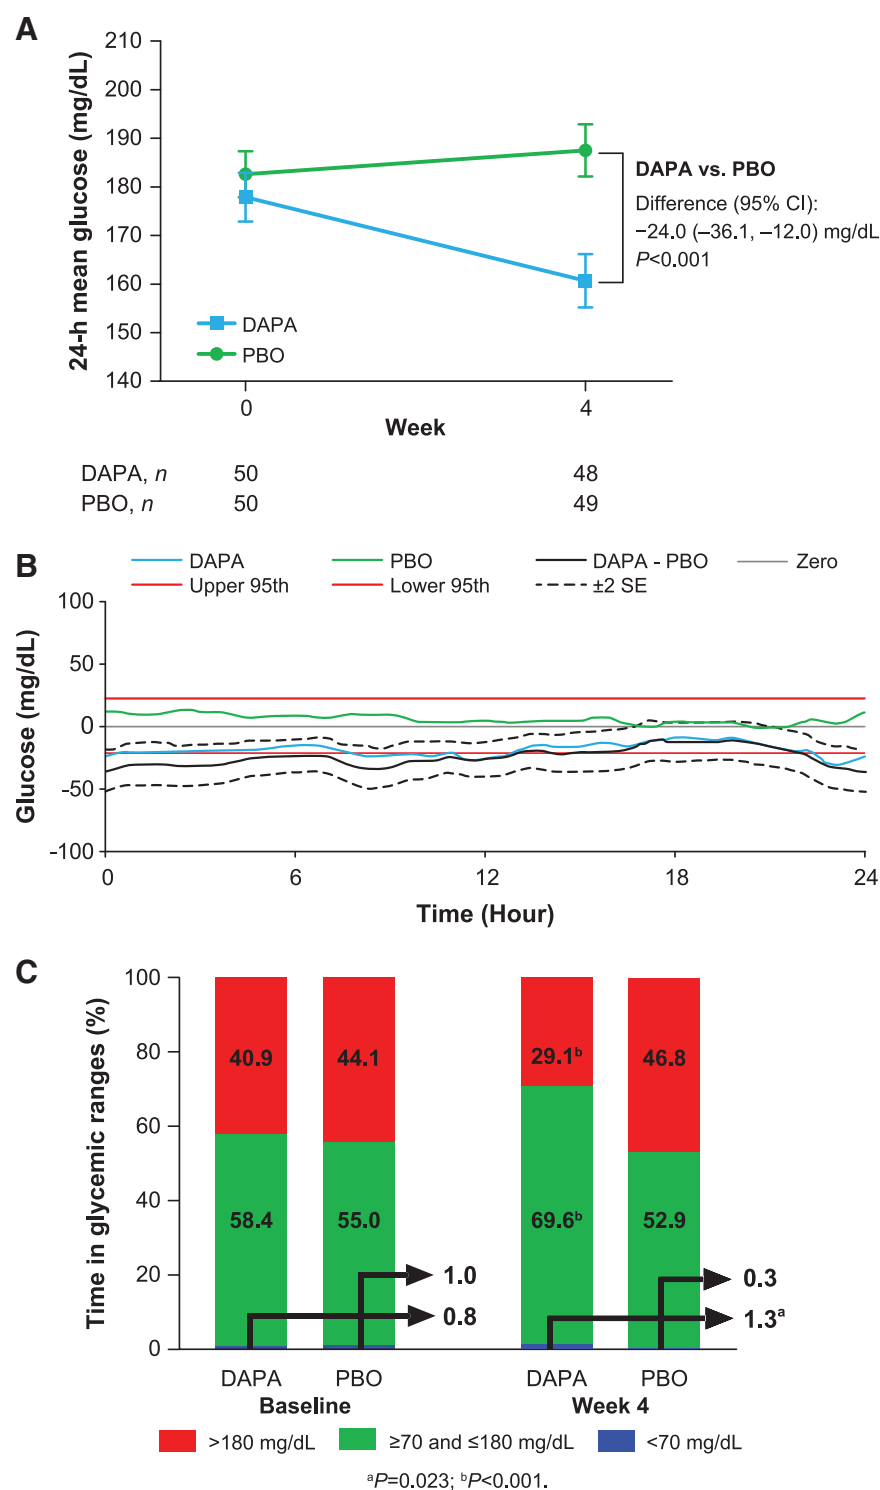 A
24-h mean glucose (mg/dL)
210
200
190
180
170
160
150
140
DAPA
PBO
DAPA vs. PBO
Difference (95% CI):
−24.0 (−36.1, −12.0) mg/dL
P<0.001
0 4
Week
DAPA, n 50 48
PBO, n 50 49
B
DAPA PBO DAPA - PBO Zero
Upper 95th Lower 95th ±2 SE
Glucose (mg/dL)
100
50
0
-50
-100
0 6 12 18 24
Time (Hour)
C
Time in glycemic ranges (%)
100
80
60
40
20
0
40.9 44.1 29.1ᵇ 46.8
58.4 55.0 69.6ᵇ 52.9
1.0 0.3
0.8 1.3ᵃ
DAPA PBO DAPA PBO
Baseline Week 4
>180 mg/dL ≥70 and ≤180 mg/dL <70 mg/dL
ᵃP=0.023; ᵇP<0.001.